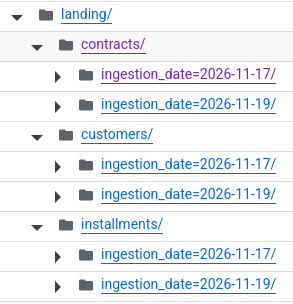 landing/
contracts/
ingestion_date=2026-11-17/
ingestion_date=2026-11-19/
customers/
ingestion_date=2026-11-17/
ingestion_date=2026-11-19/
installments/
ingestion_date=2026-11-17/
ingestion_date=2026-11-19/